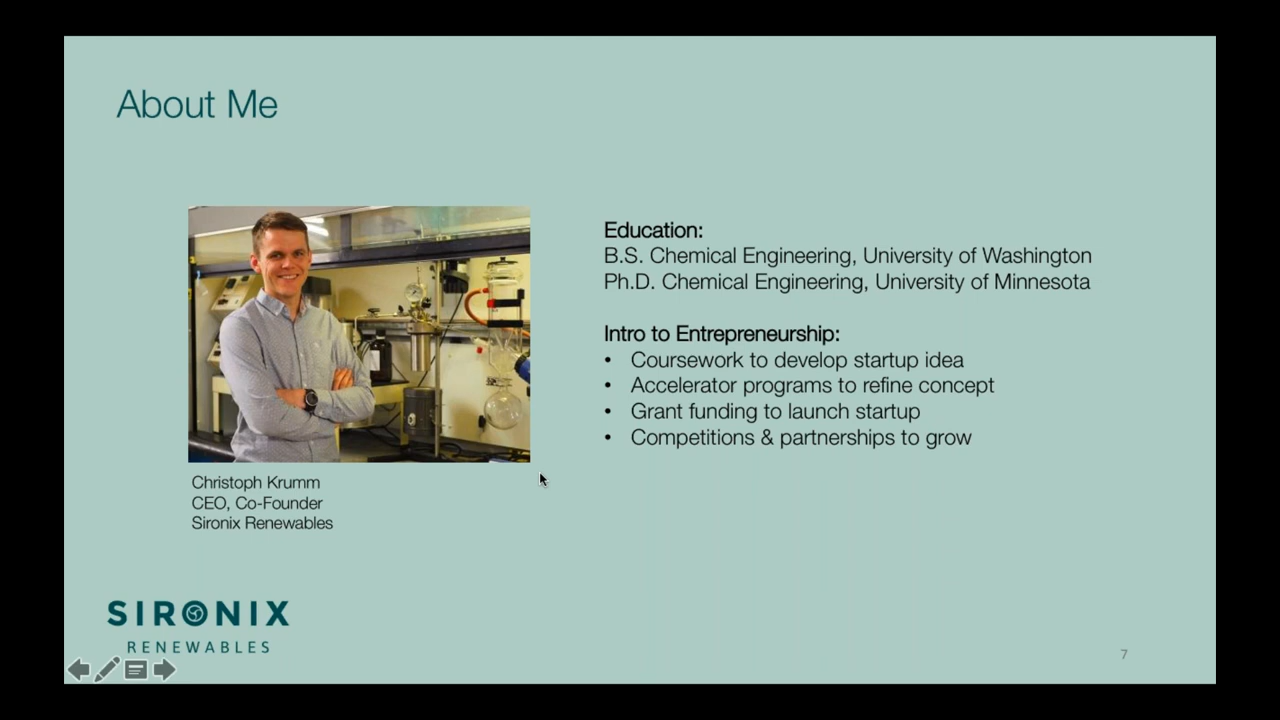 About Me
Education:
B.S. Chemical Engineering, University of Washington
Ph.D. Chemical Engineering, University of Minnesota
Intro to Entrepreneurship:
• Coursework to develop startup idea
• Accelerator programs to refine concept
• Grant funding to launch startup
• Competitions & partnerships to grow
Christoph Krumm
CEO, Co-Founder
Sironix Renewables
SIRONIX
RENEWABLES
7